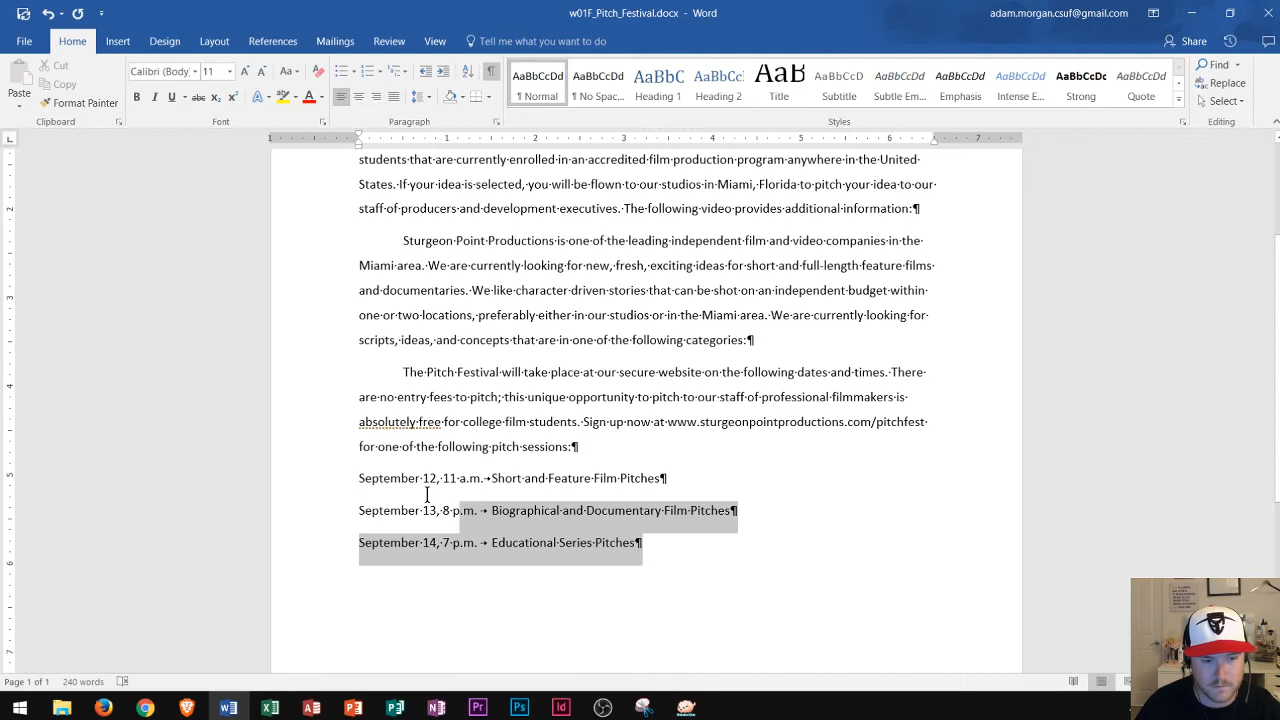 w01F_Pitch_Festival.docx - Word
adam.morgan.csuf@gmail.com
File Home Insert Draw Design Layout References Mailings Review View Tell me what you want to do Share
Paste Cut Copy Format Painter
Calibri (Body) 11
AaBbCcDd AaBbCcDd AaBbC AaBbCc AaB AaBbCcD AaBbCcDd AaBbCcDd AaBbCcDd AaBbCcDc AaBbCcDd
¶ Normal ¶ No Spac... Heading 1 Heading 2 Title Subtitle Subtle Em... Emphasis Intense E... Strong Quote
Find Replace Select
Clipboard Font Paragraph Styles Editing
1 1 2 3 4 5 6 7
students that are currently enrolled in an accredited film production program anywhere in the United
States. If your idea is selected, you will be flown to our studios in Miami, Florida to pitch your idea to our
staff of producers and development executives. The following video provides additional information:¶
Sturgeon Point Productions is one of the leading independent film and video companies in the
Miami area. We are currently looking for new, fresh, exciting ideas for short and full-length feature films
and documentaries. We like character driven stories that can be shot on an independent budget within
one or two locations, preferably either in our studios or in the Miami area. We are currently looking for
scripts, ideas, and concepts that are in one of the following categories:¶
The Pitch Festival will take place at our secure website on the following dates and times. There
are no entry fees to pitch; this unique opportunity to pitch to our staff of professional filmmakers is
absolutely free for college film students. Sign up now at www.sturgeonpointproductions.com/pitchfest
for one of the following pitch sessions:¶
September 12, 11 a.m.→Short and Feature Film Pitches¶
September 13, 8 p.m. → Biographical and Documentary Film Pitches¶
September 14, 7 p.m. → Educational Series Pitches¶
Page 1 of 1 240 words